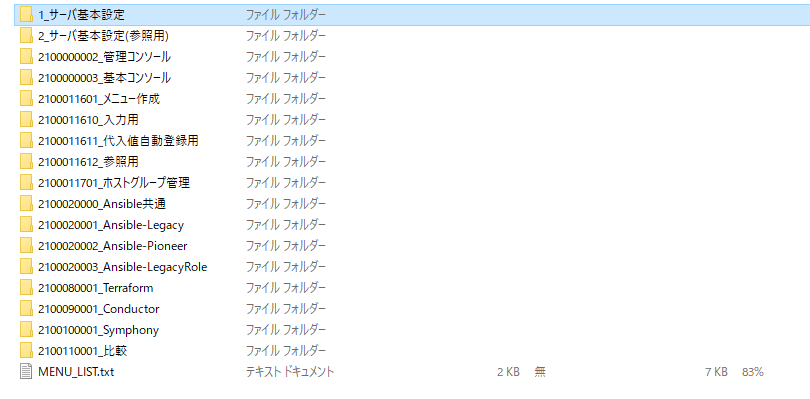 1_サーバ基本設定 ファイル フォルダー
2_サーバ基本設定(参照用) ファイル フォルダー
2100000002_管理コンソール ファイル フォルダー
2100000003_基本コンソール ファイル フォルダー
2100011601_メニュー作成 ファイル フォルダー
2100011610_入力用 ファイル フォルダー
2100011611_代入値自動登録用 ファイル フォルダー
2100011612_参照用 ファイル フォルダー
2100011701_ホストグループ管理 ファイル フォルダー
2100020000_Ansible共通 ファイル フォルダー
2100020001_Ansible-Legacy ファイル フォルダー
2100020002_Ansible-Pioneer ファイル フォルダー
2100020003_Ansible-LegacyRole ファイル フォルダー
2100080001_Terraform ファイル フォルダー
2100090001_Conductor ファイル フォルダー
2100100001_Symphony ファイル フォルダー
2100110001_比較 ファイル フォルダー
MENU_LIST.txt テキスト ドキュメント 2 KB 無 7 KB 83%